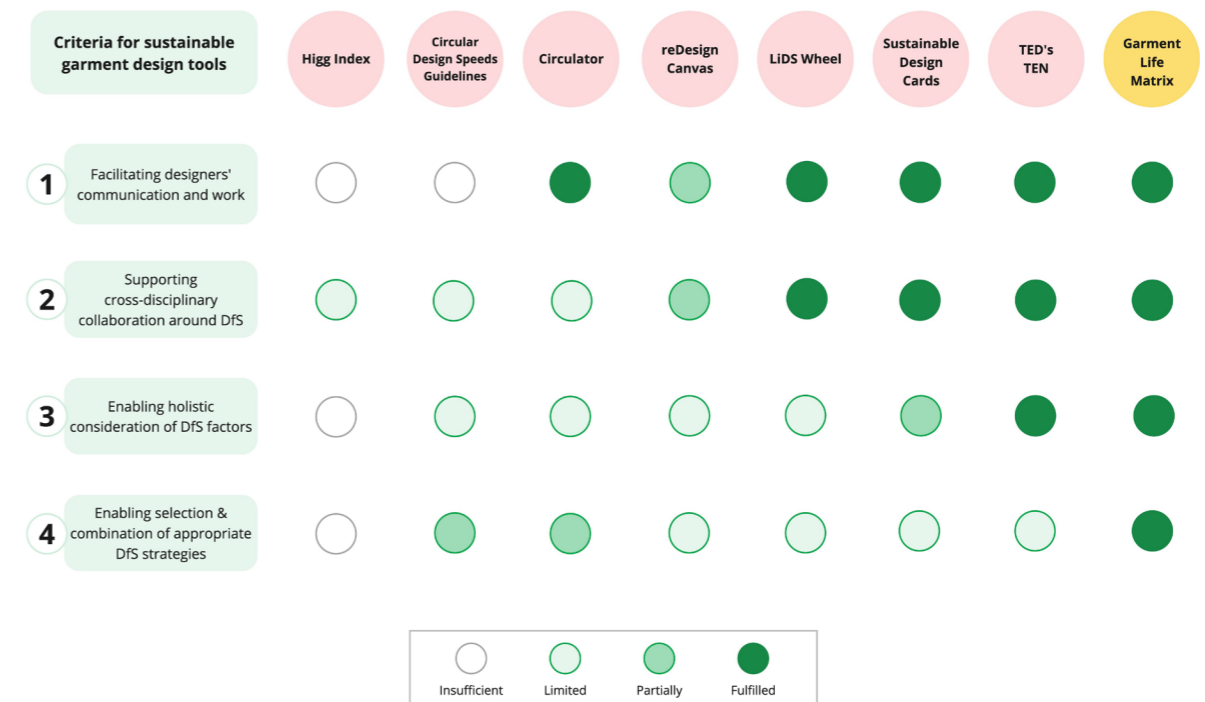 Criteria for sustainable
garment design tools
Higg Index
Circular
Design Speeds
Guidelines
Circulator
reDesign
Canvas
LiDS Wheel
Sustainable
Design
Cards
TED's
TEN
Garment
Life
Matrix
1
Facilitating designers'
communication and work
2
Supporting
cross-disciplinary
collaboration around DfS
3
Enabling holistic
consideration of DfS factors
4
Enabling selection &
combination of appropriate
DfS strategies
Insufficient
Limited
Partially
Fulfilled